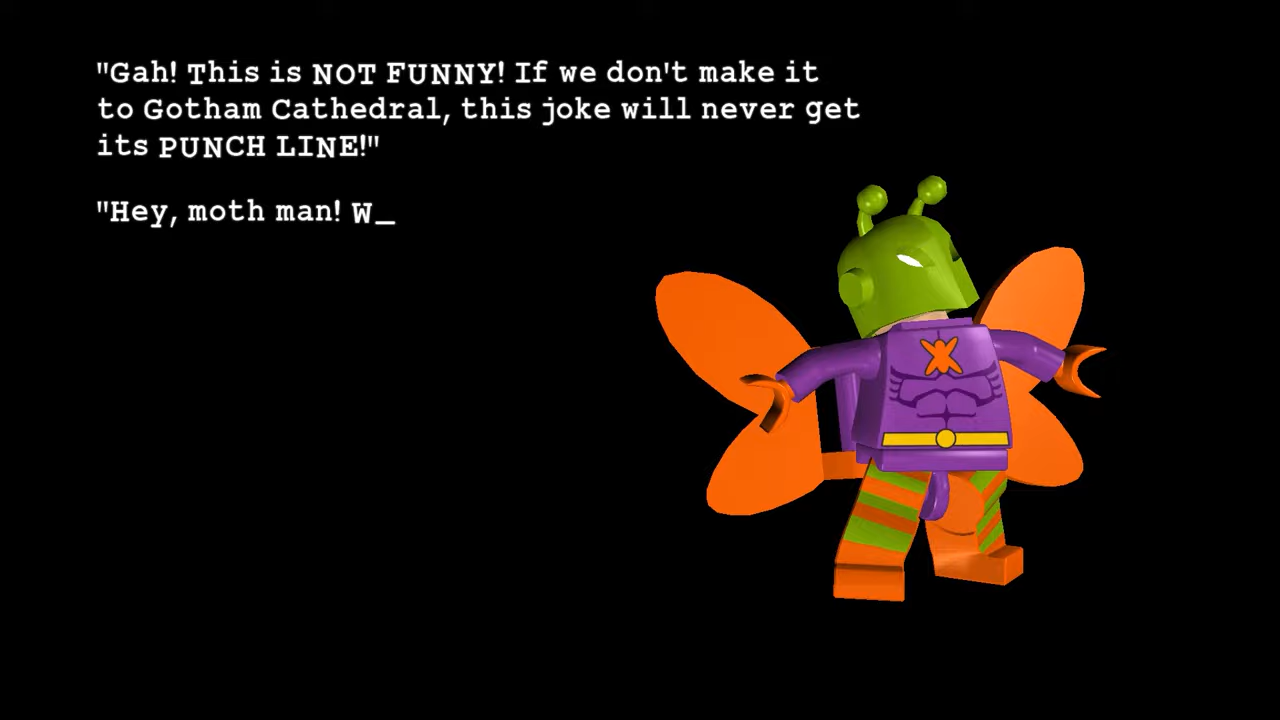 "Gah! This is NOT FUNNY! If we don't make it
to Gotham Cathedral, this joke will never get
its PUNCH LINE!"
"Hey, moth man! W_